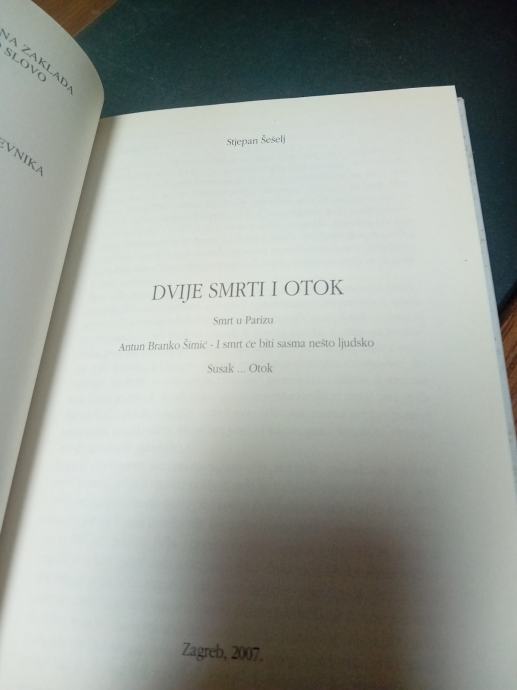 NA ZAKLADA
O SLOVO
EVNIKA
Stjepan Šešelj
DVIJE SMRTI I OTOK
Smrt u Parizu
Antun Branko Šimić - I smrt će biti sasma nešto ljudsko
Susak ... Otok
Zagreb, 2007.